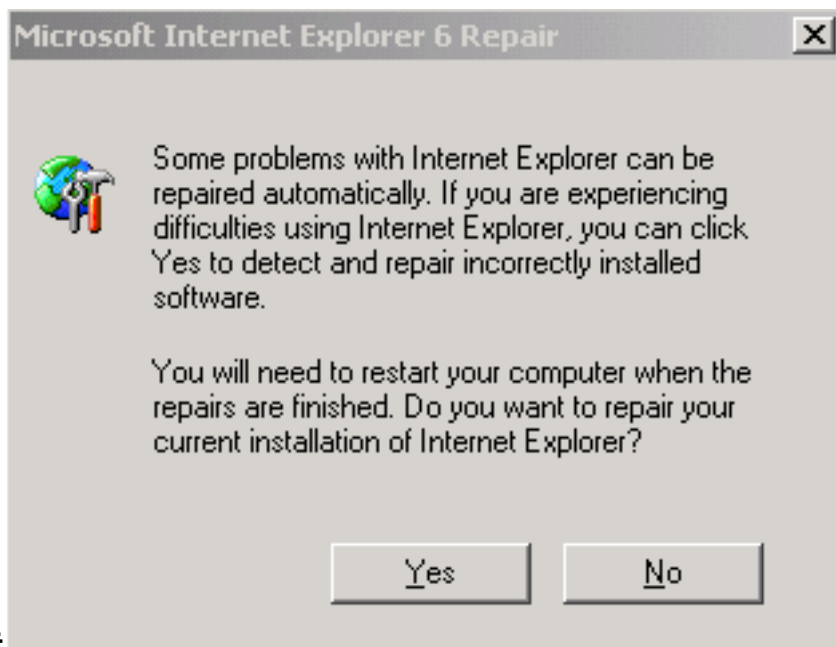 Microsoft Internet Explorer 6 Repair
Some problems with Internet Explorer can be
repaired automatically. If you are experiencing
difficulties using Internet Explorer, you can click
Yes to detect and repair incorrectly installed
software.
You will need to restart your computer when the
repairs are finished. Do you want to repair your
current installation of Internet Explorer?
Yes
No